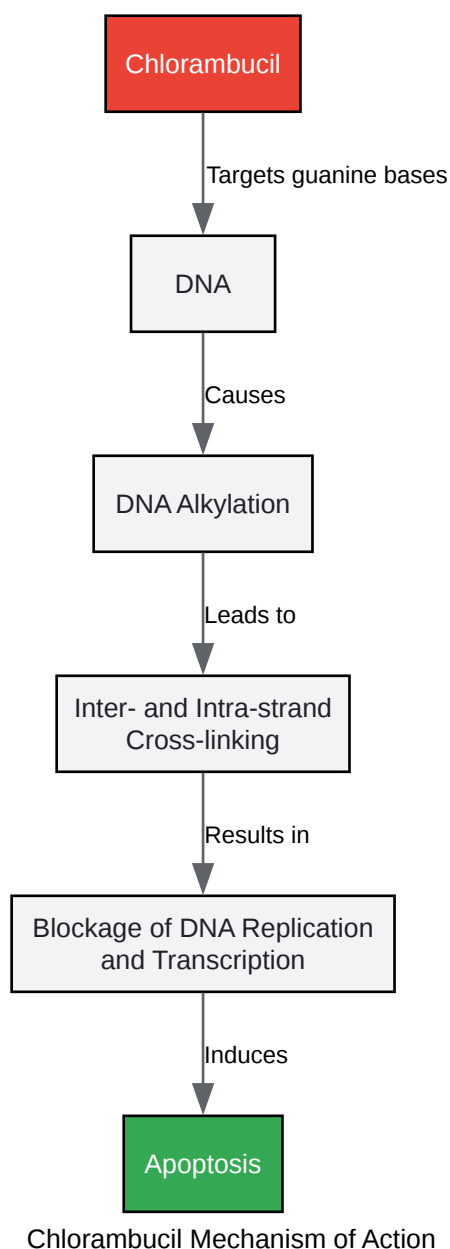 Chlorambucil
Targets guanine bases
DNA
Causes
DNA Alkylation
Leads to
Inter- and Intra-strand
Cross-linking
Results in
Blockage of DNA Replication
and Transcription
Induces
Apoptosis
Chlorambucil Mechanism of Action